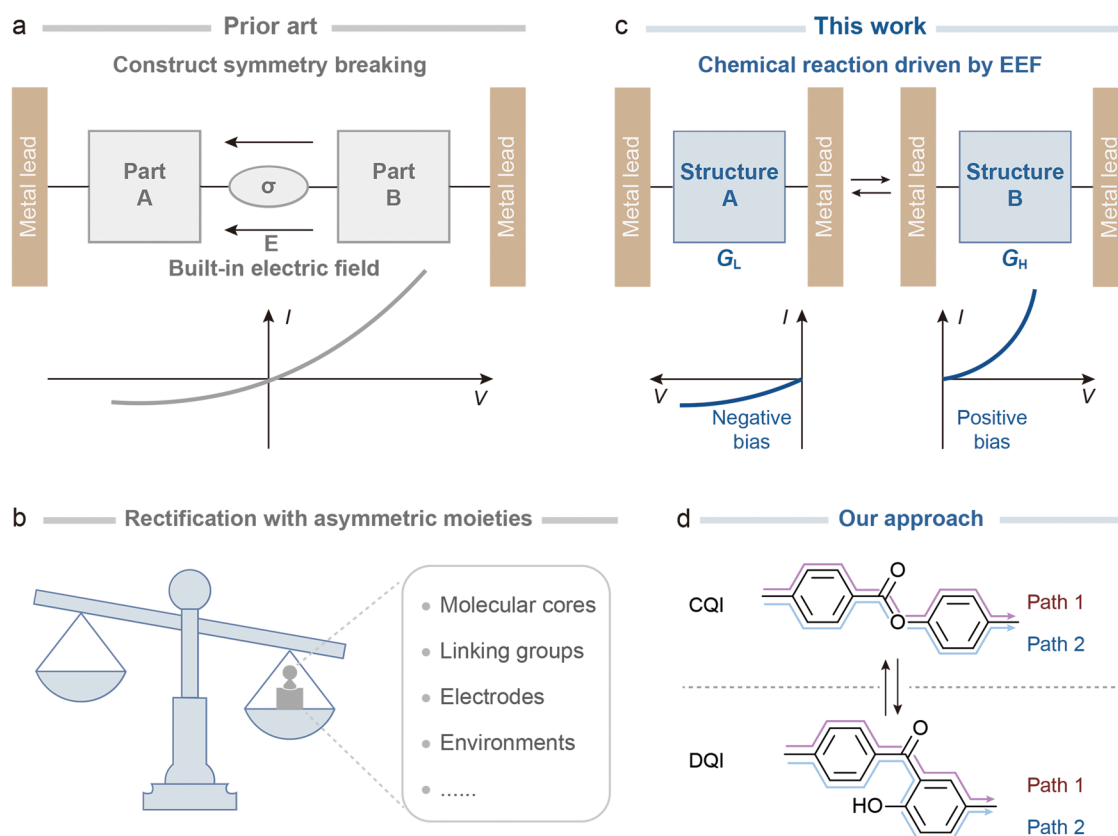 a
Prior art
Construct symmetry breaking
Metal lead
Part
A
σ
Part
B
Metal lead
E
Built-in electric field
I
V
b
Rectification with asymmetric moieties
Molecular cores
Linking groups
Electrodes
Environments
......
c
This work
Chemical reaction driven by EEF
Metal lead
Structure
A
Metal lead
Metal lead
Structure
B
Metal lead
GL
GH
I
V
Negative
bias
I
V
Positive
bias
d
Our approach
CQI
O
O
Path 1
Path 2
DQI
O
HO
Path 1
Path 2